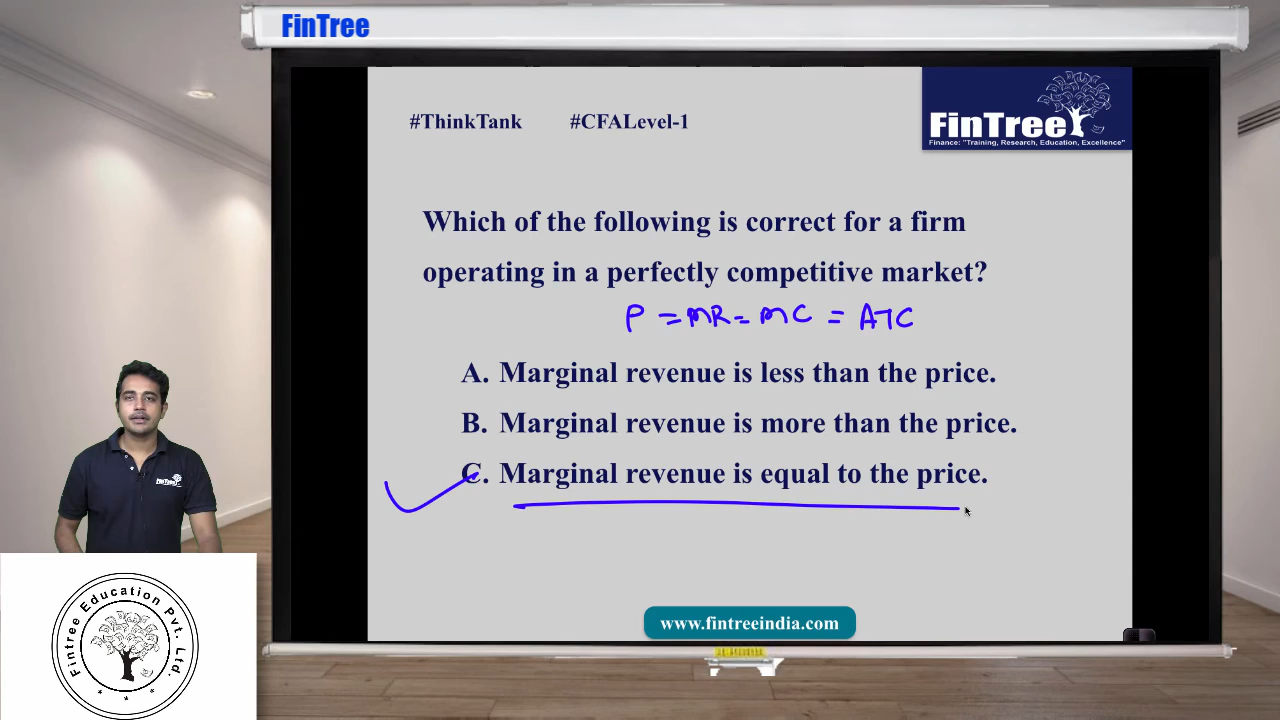 FinTree
#ThinkTank #CFALevel-1
FinTree
Finance: "Training, Research, Education, Excellence"
Which of the following is correct for a firm
operating in a perfectly competitive market?
P = MR = MC = ATC
A. Marginal revenue is less than the price.
B. Marginal revenue is more than the price.
C. Marginal revenue is equal to the price.
FinTree
Fintree Education Pvt. Ltd.
www.fintreeindia.com